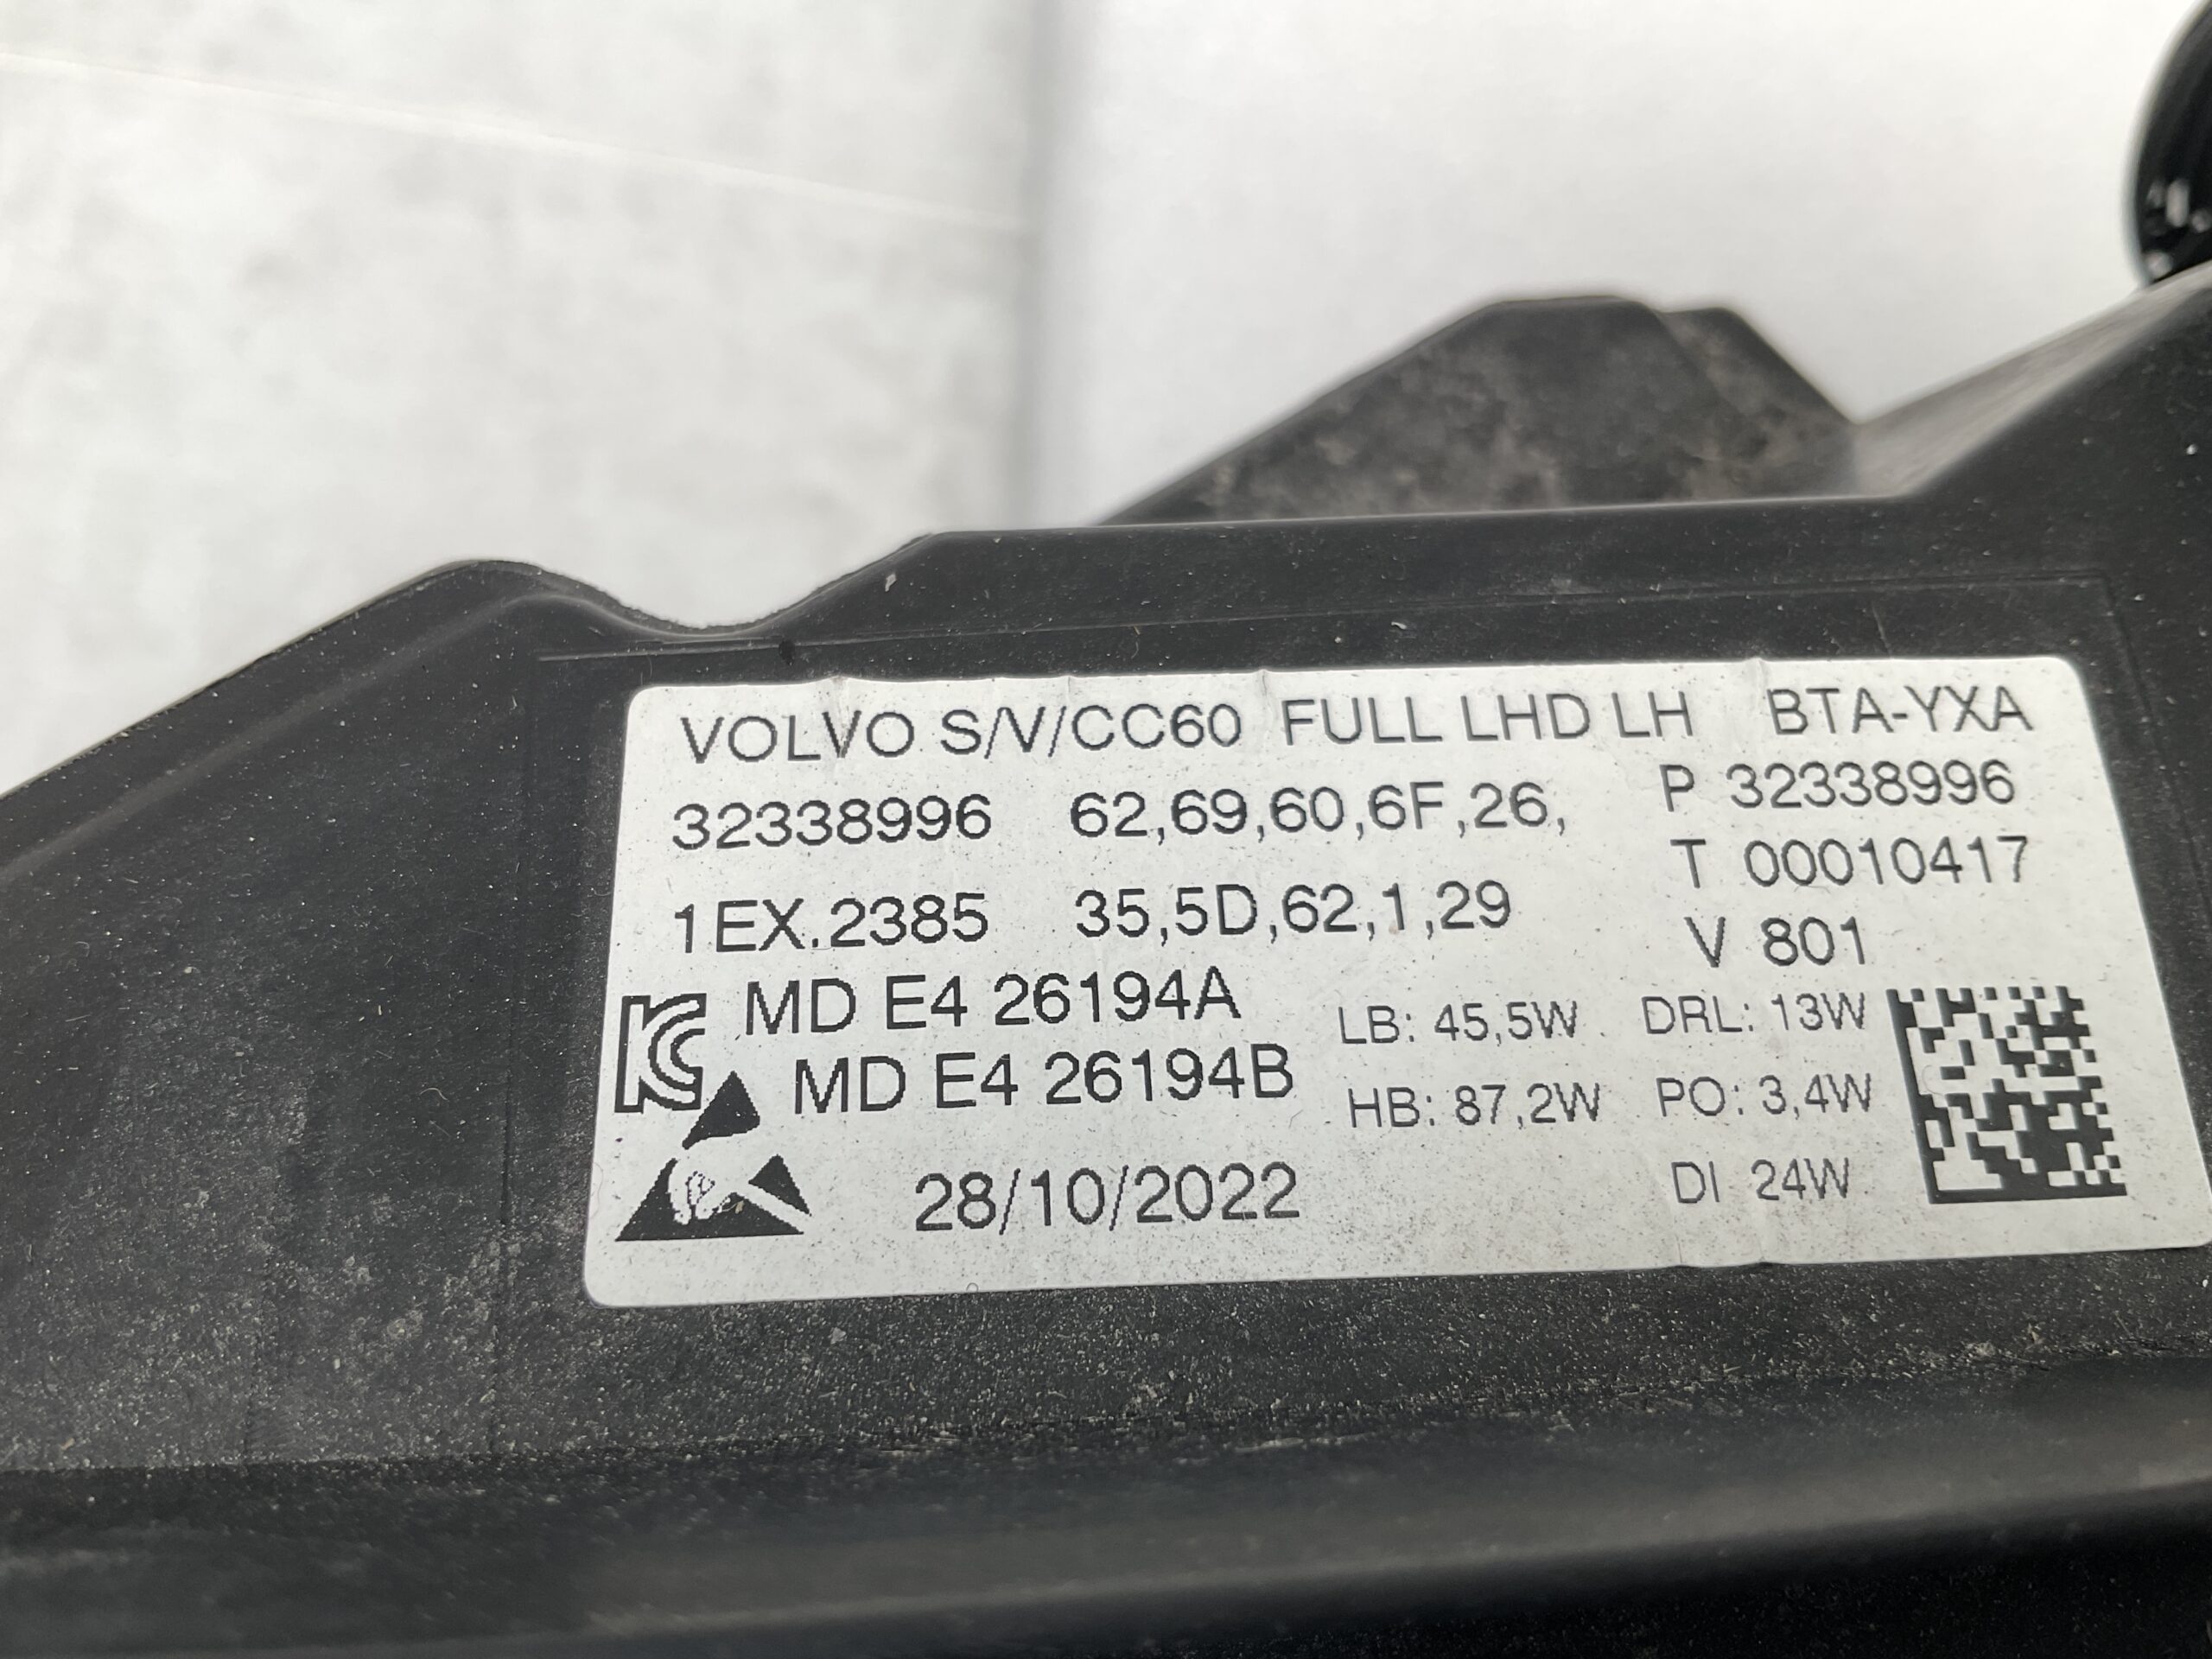 VOLVO S/V/CC60 FULL LHD LH BTA-YXA
32338996 62,69,60,6F,26, P 32338996
T 00010417
1EX.2385 35,5D,62,1,29
V 801
MD E4 26194A LB: 45,5W DRL: 13W
MD E4 26194B HB: 87,2W PO: 3,4W
28/10/2022 DI 24W